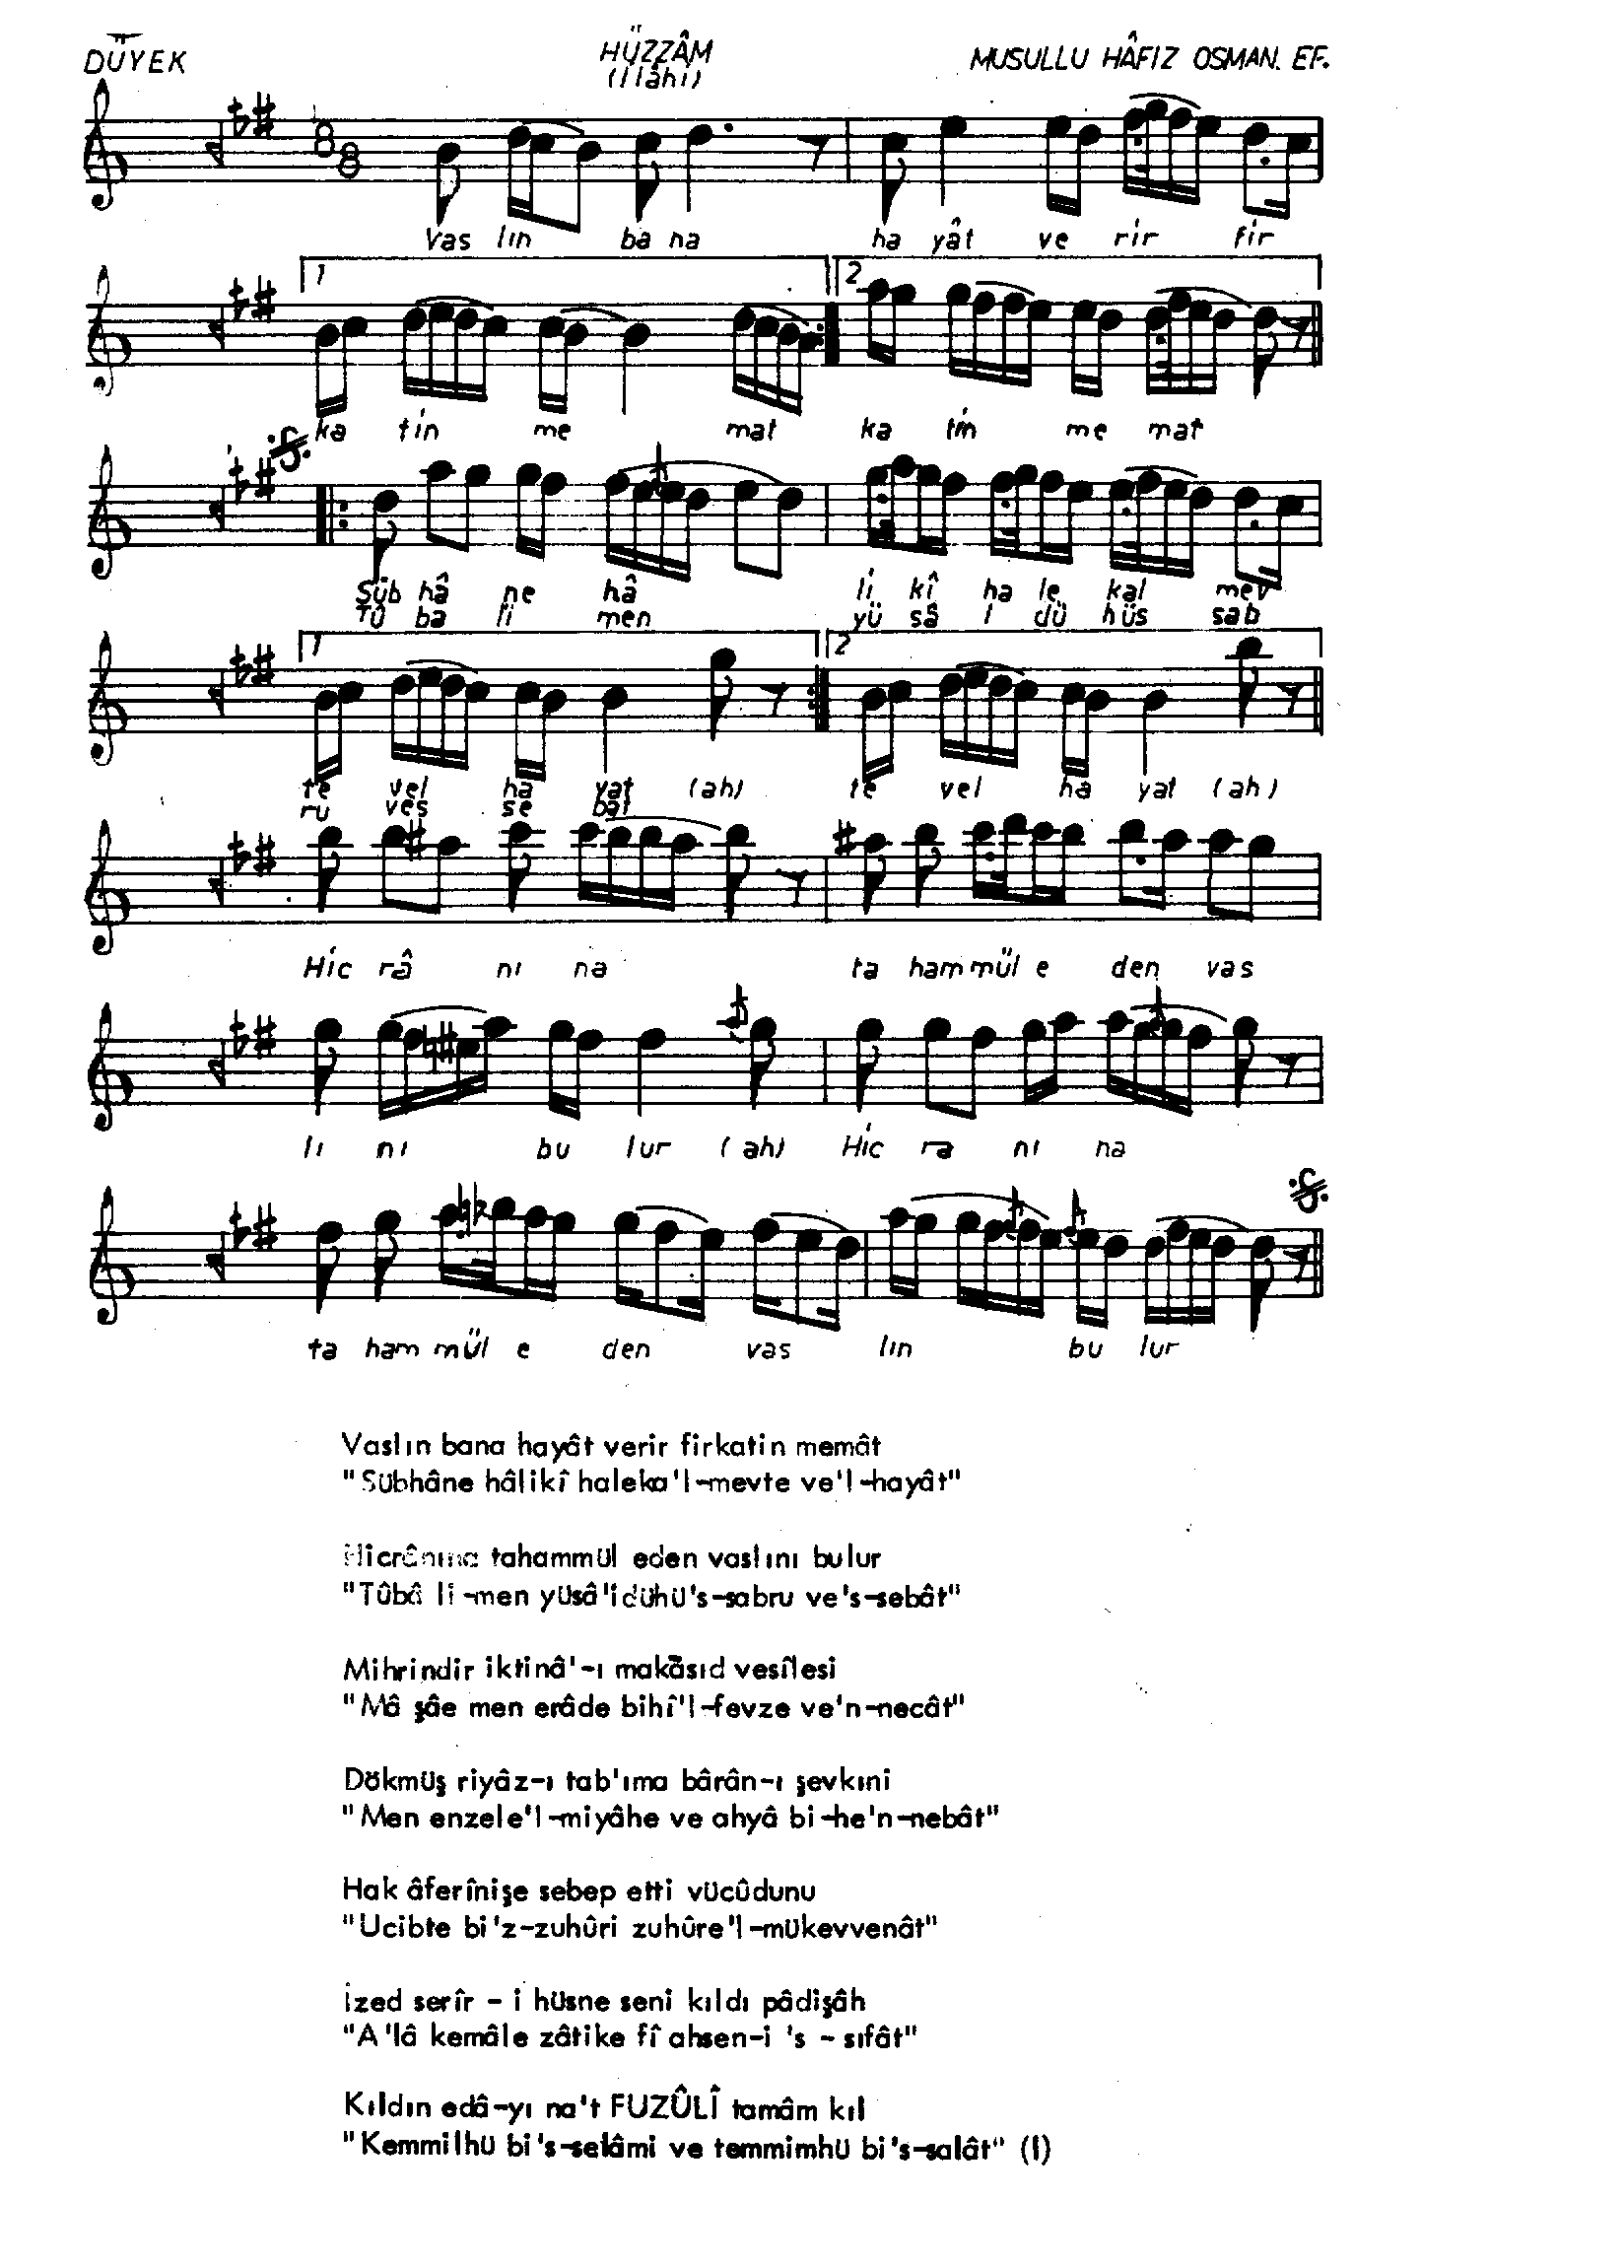 DÜYEK
HÜZZÂM
(İlâhi)
MUSULLU HÂFIZ OSMAN. EF.
8
8
Vas lın ba na ha yât ve rir fir
1 2
ka tin me mat ka tin me mat
Süb hâ ne hâ li kî ha le kal mev
Tû ba li men yü sâ i dü hüs sab
1 2
te vel ha yat (ah) te vel ha yat (ah)
ru ves se bat
Hic râ nı na ta ham mül e den vas
lı nı bu lur (ah) Hic ra nı na
ta ham mül e den vas lın bu lur
Vaslın bana hayât verir firkatin memât
"Sübhâne hâlikî haleka'l-mevte ve'l-hayât"
Hicrânına tahammül eden vaslını bulur
"Tûbâ li-men yüsâ'idühü's-sabru ve's-sebât"
Mihrindir iktinâ'-ı makāsıd vesîlesi
"Mâ şâe men erâde bihî'l-fevze ve'n-necât"
Dökmüş riyâz-ı tab'ıma bârân-ı şevkıni
"Men enzele'l-miyâhe ve ahyâ bi-he'n-nebât"
Hak âferînişe sebep etti vücûdunu
"Ucibte bi'z-zuhûri zuhûre'l-mükevvenât"
İzed serîr - i hüsne seni kıldı pâdişâh
"A'lâ kemâle zâtike fî ahsen-i 's - sıfât"
Kıldın edâ-yı na't FUZÛLÎ tamâm kıl
"Kemmilhü bi's-selâmi ve temmimhü bi's-salât" (I)